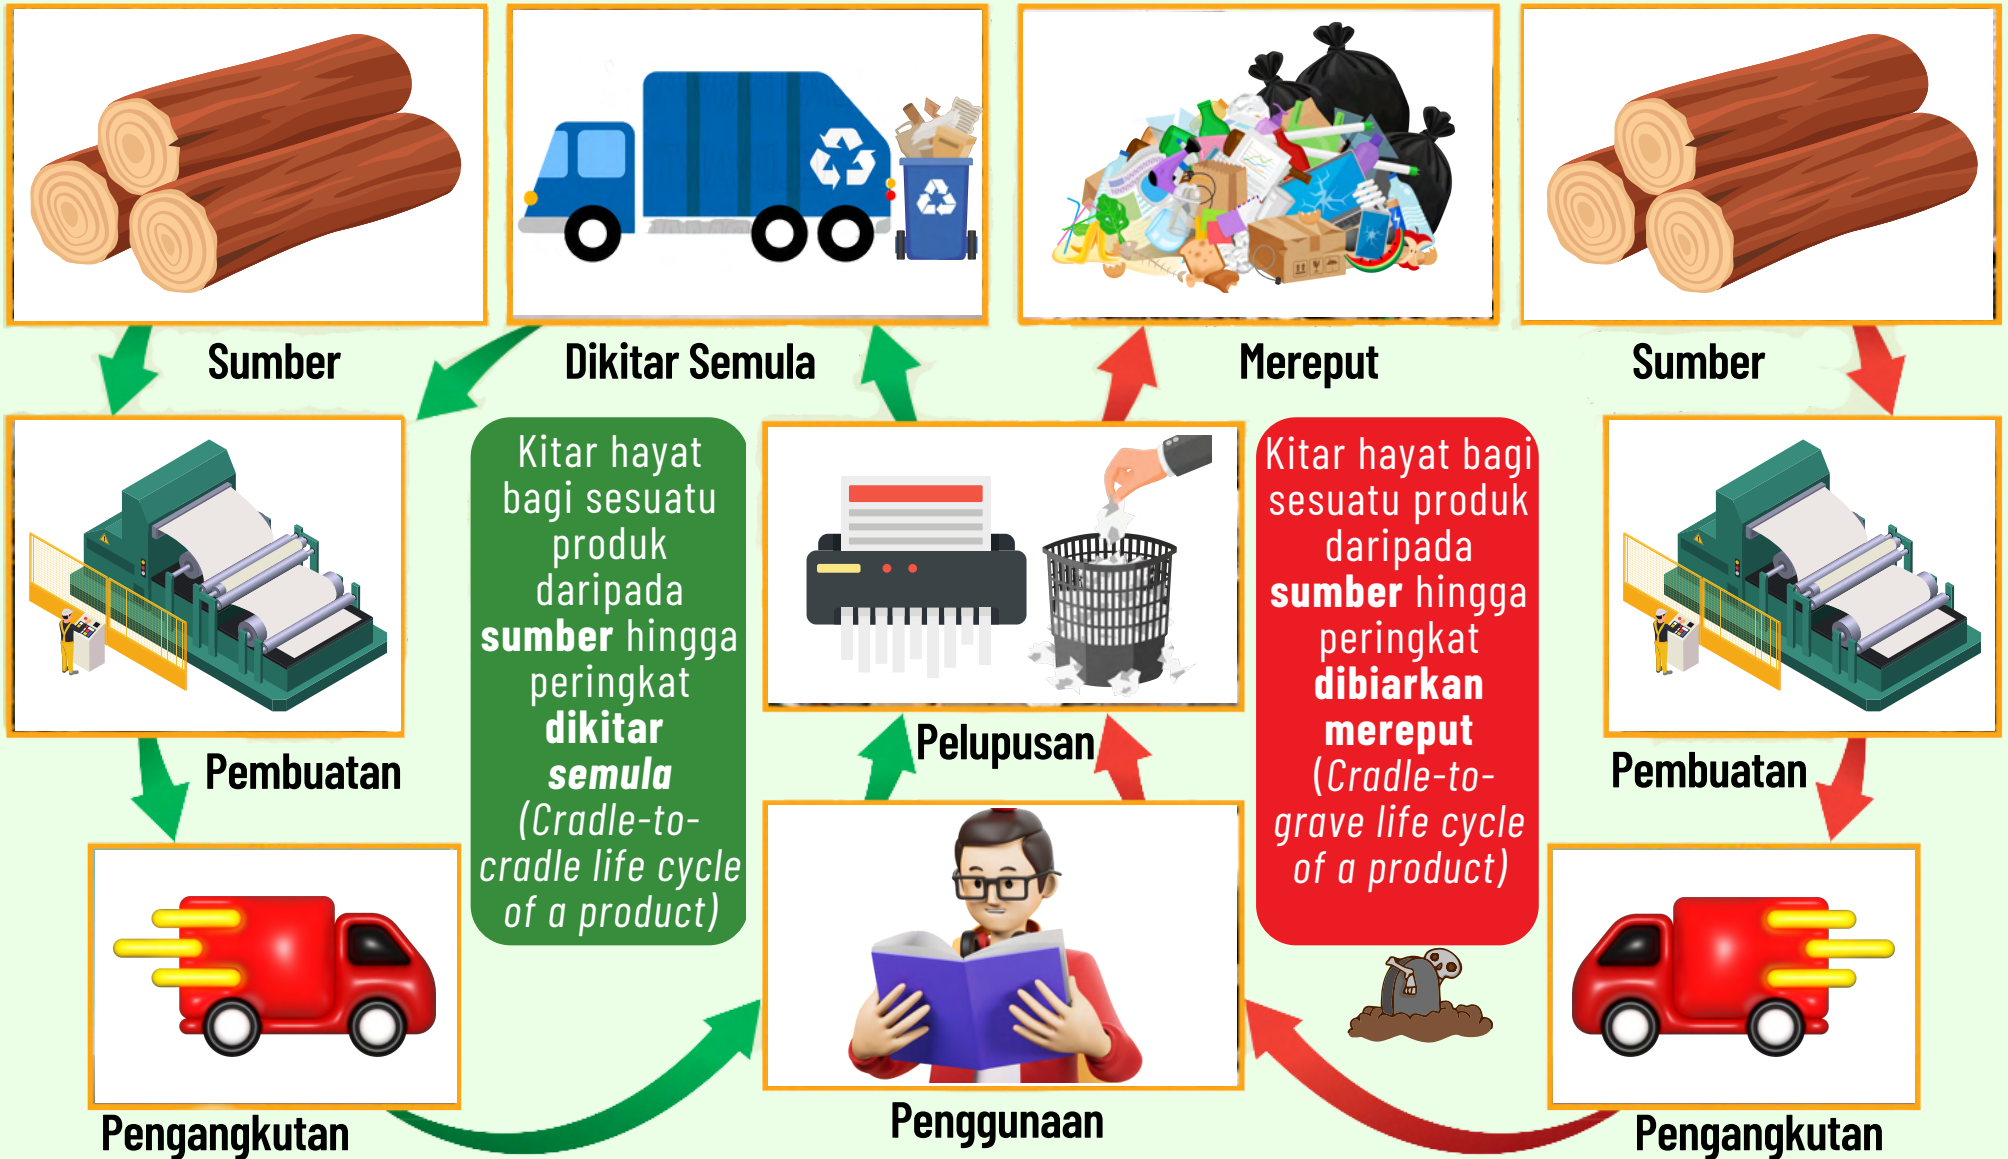 Sumber
Dikitar Semula
Mereput
Sumber
Kitar hayat
bagi sesuatu
produk
daripada
sumber hingga
peringkat
dikitar
semula
(Cradle-to-
cradle life cycle
of a product)
Kitar hayat bagi
sesuatu produk
daripada
sumber hingga
peringkat
dibiarkan
mereput
(Cradle-to-
grave life cycle
of a product)
Pembuatan
Pelupusan
Pembuatan
Pengangkutan
Penggunaan
Pengangkutan